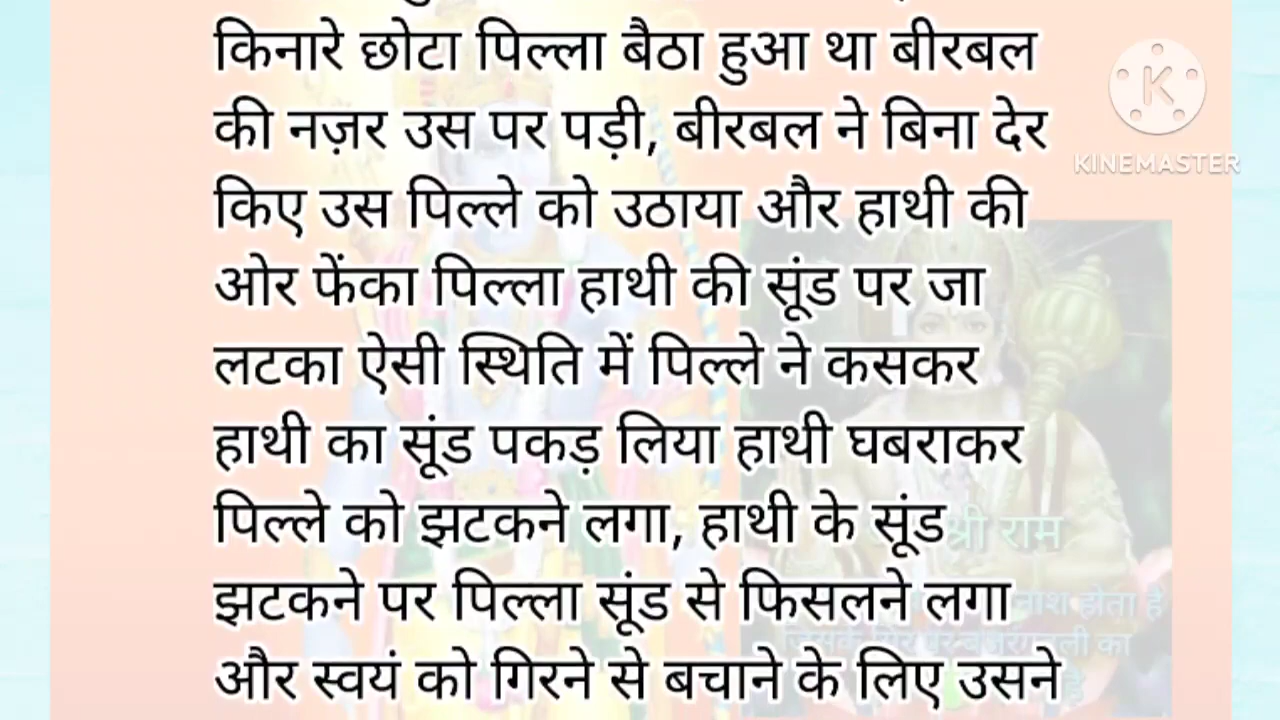 किनारे छोटा पिल्ला बैठा हुआ था बीरबल
की नज़र उस पर पड़ी, बीरबल ने बिना देर
किए उस पिल्ले को उठाया और हाथी की
ओर फेंका पिल्ला हाथी की सूंड पर जा
लटका ऐसी स्थिति में पिल्ले ने कसकर
हाथी का सूंड पकड़ लिया हाथी घबराकर
पिल्ले को झटकने लगा, हाथी के सूंड
झटकने पर पिल्ला सूंड से फिसलने लगा
और स्वयं को गिरने से बचाने के लिए उसने
K
KINEMASTER
श्री राम
नाश होता है